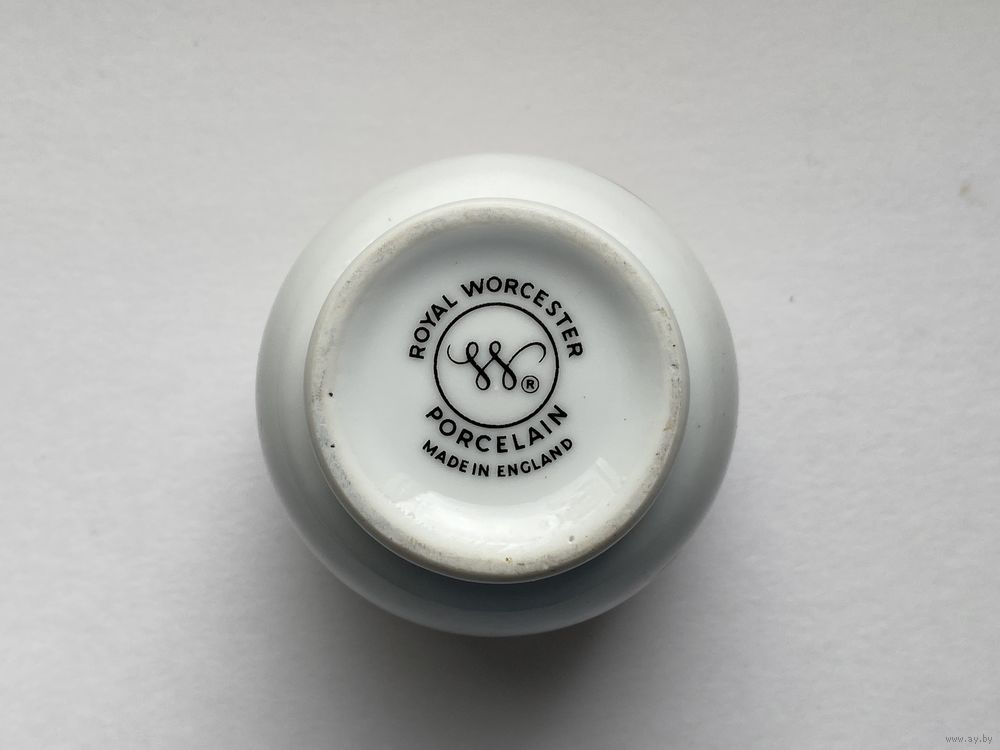 ROYAL WORCESTER
W ®
PORCELAIN
MADE IN ENGLAND
www.ay.by